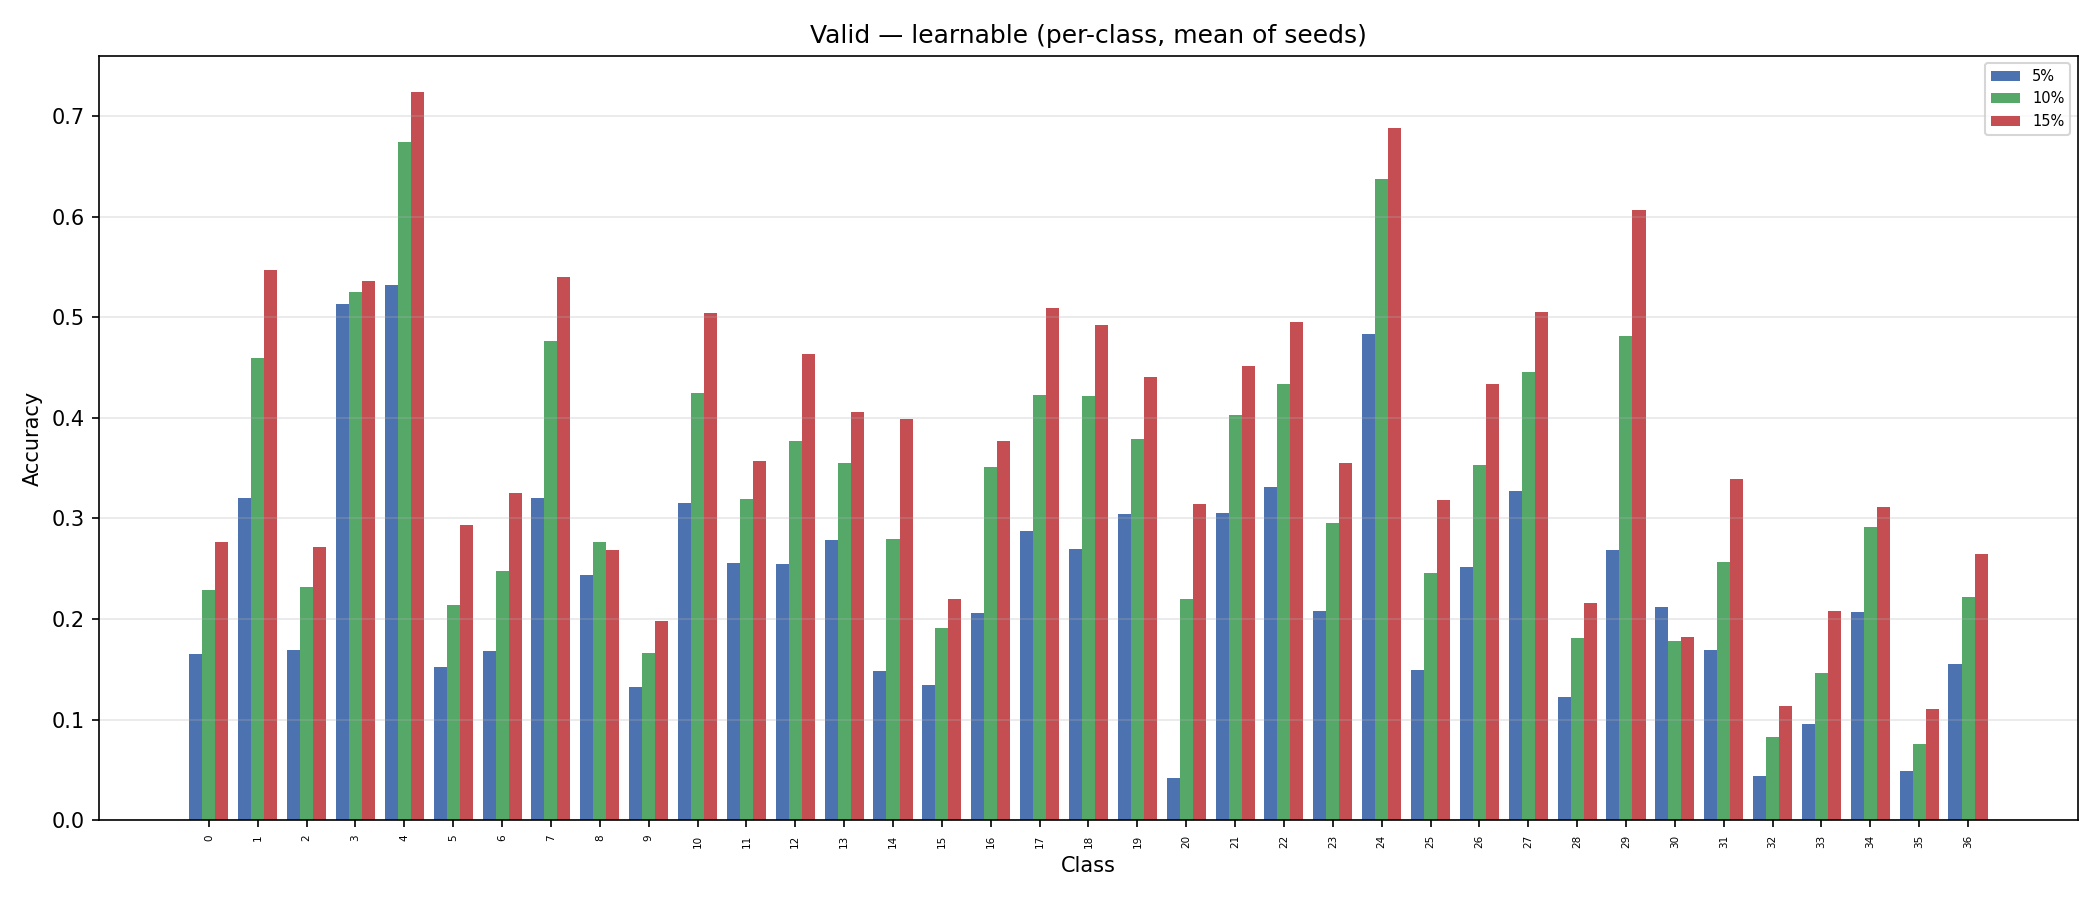 Valid — learnable (per-class, mean of seeds)
5%
10%
15%
Accuracy
0.7
0.6
0.5
0.4
0.3
0.2
0.1
0.0
0 1 2 3 4 5 6 7 8 9 10 11 12 13 14 15 16 17 18 19 20 21 22 23 24 25 26 27 28 29 30 31 32 33 34 35 36
Class